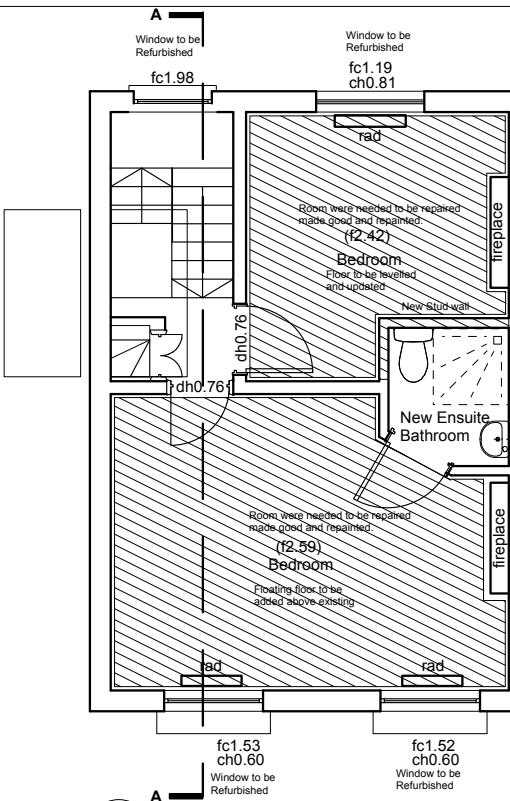 A
Window to be
Refurbished
fc1.98
Window to be
Refurbished
fc1.19
ch0.81
rad
Room were needed to be repaired
made good and repainted.
(f2.42)
Bedroom
Floor to be levelled
and updated
fireplace
New Stud wall
dh0.76
dh0.76
New Ensuite
Bathroom
Room were needed to be repaired
made good and repainted.
(f2.59)
Bedroom
Floating floor to be
added above existing
fireplace
rad
rad
fc1.53
ch0.60
Window to be
Refurbished
fc1.52
ch0.60
Window to be
Refurbished
A